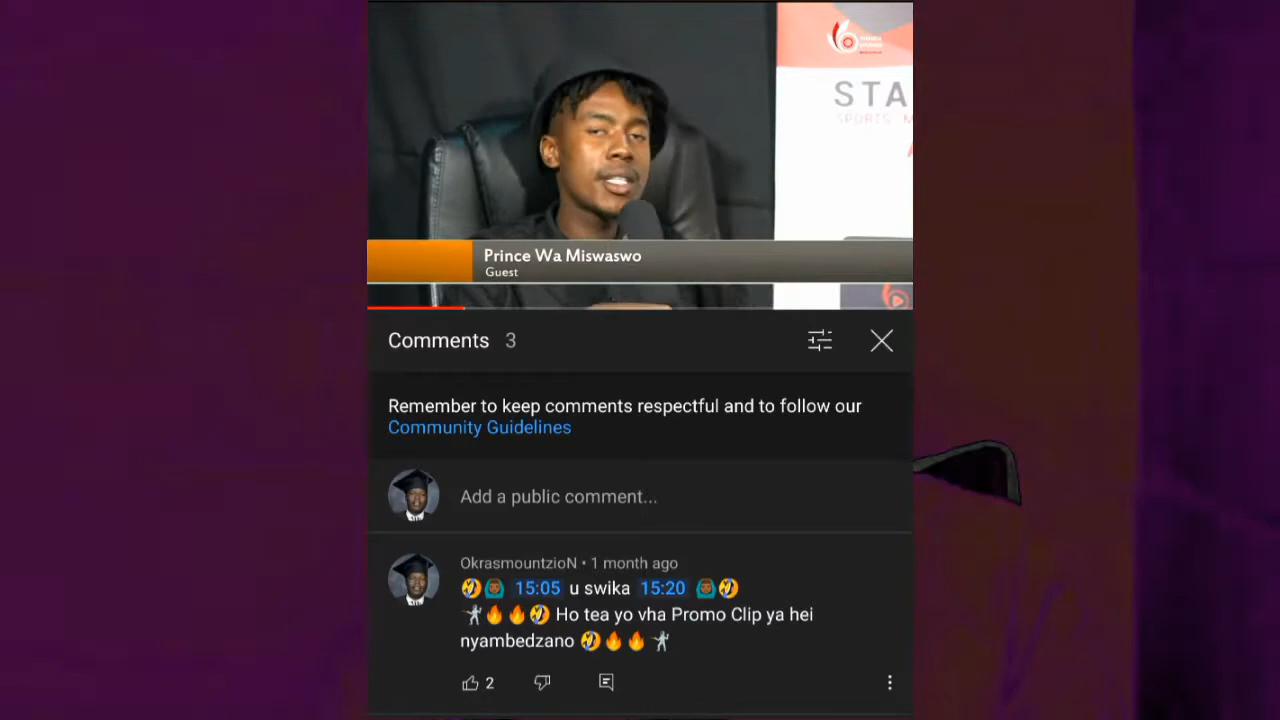 STA
SPORTS M
A
Prince Wa Miswaswo
Guest
Comments 3
Remember to keep comments respectful and to follow our
Community Guidelines
Add a public comment...
OkrasmountzioN • 1 month ago
🤣🙆🏾‍♂️ 15:05 u swika 15:20 🙆🏾‍♂️🤣
🤺🔥🔥🤣 Ho tea yo vha Promo Clip ya hei
nyambedzano 🤣🔥🔥🤺
2